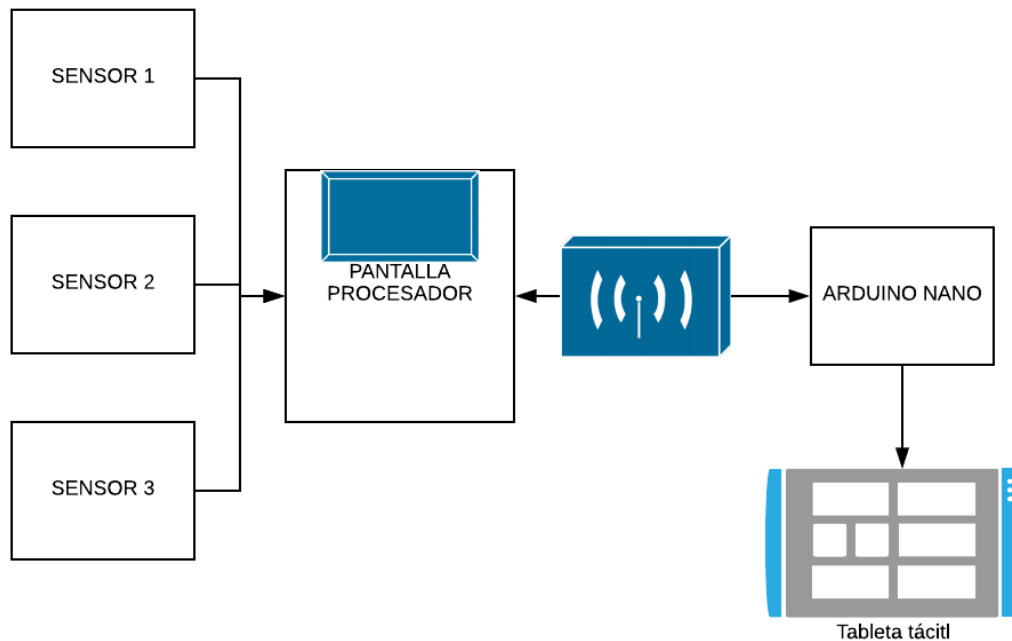 SENSOR 1
SENSOR 2
SENSOR 3
PANTALLA
PROCESADOR
ARDUINO NANO
Tableta tácitl